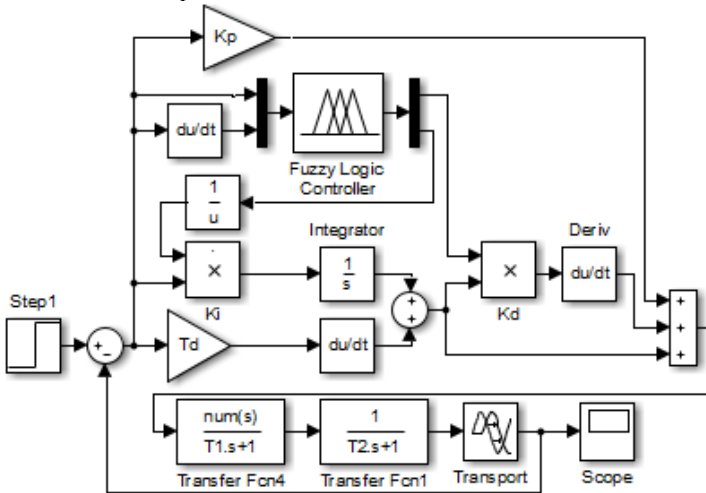 Kp
du/dt
Fuzzy Logic
Controller
1
u
Integrator
Deriv
×
Ki
1
s
×
Kd
du/dt
+
+
+
+
+
Step1
+
−
Td
du/dt
num(s)
T1.s+1
Transfer Fcn4
1
T2.s+1
Transfer Fcn1
Transport
Scope